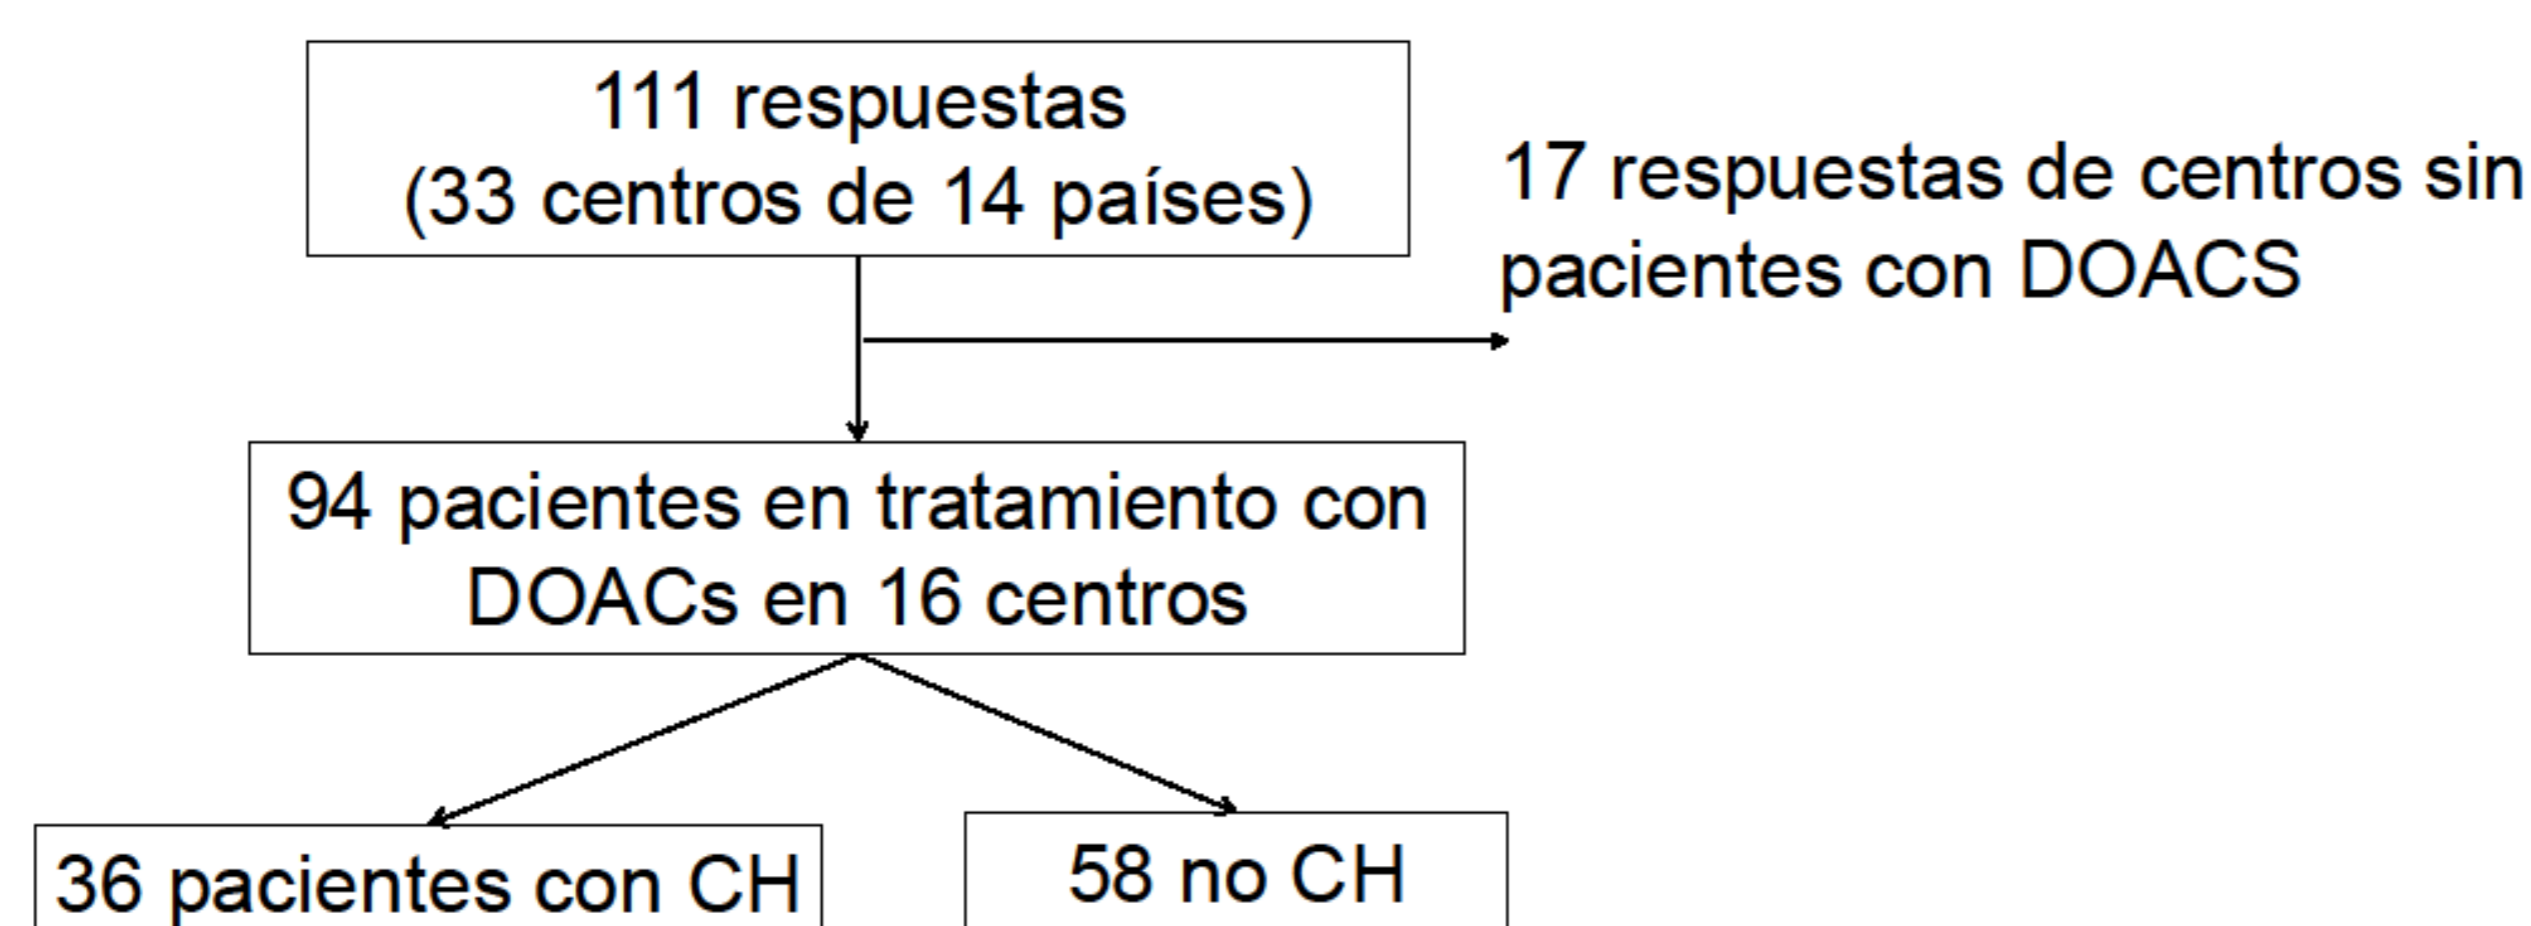 111 respuestas
(33 centros de 14 países)
17 respuestas de centros sin
pacientes con DOACS
94 pacientes en tratamiento con
DOACs en 16 centros
36 pacientes con CH
58 no CH